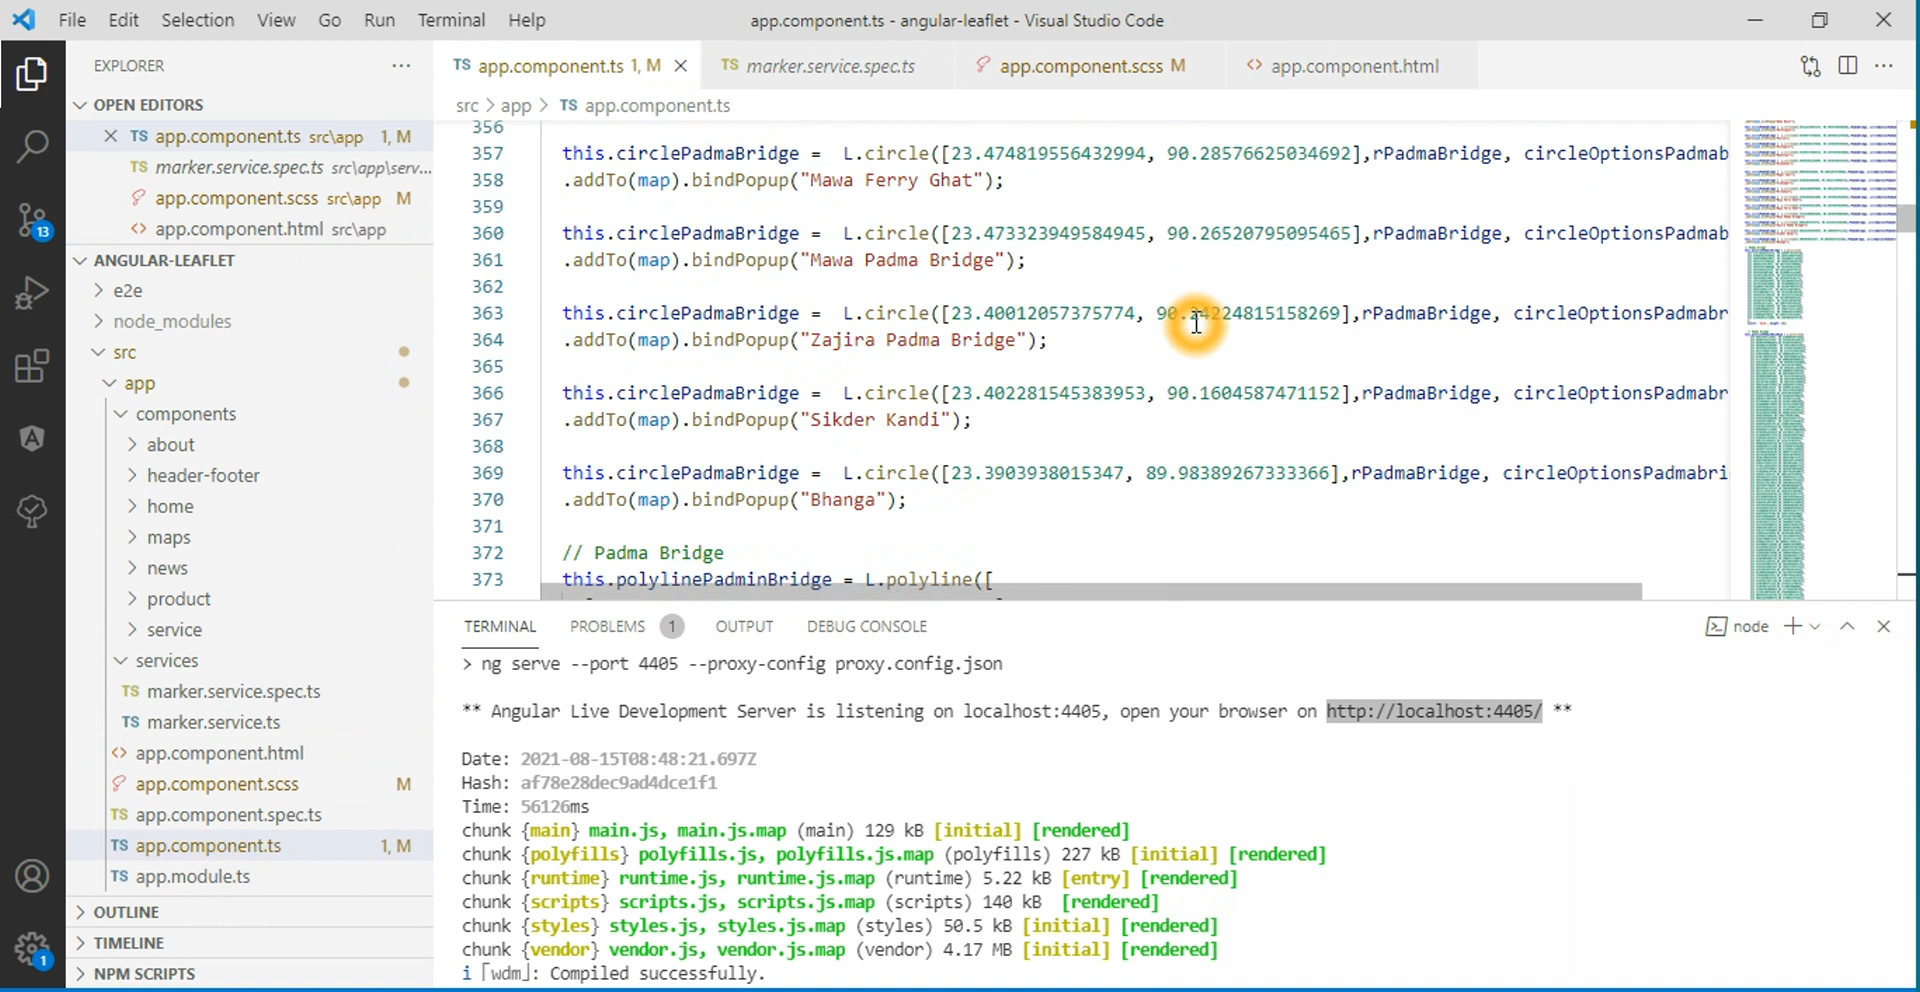 File Edit Selection View Go Run Terminal Help
app.component.ts - angular-leaflet - Visual Studio Code
EXPLORER
OPEN EDITORS
TS app.component.ts src\app 1, M
TS marker.service.spec.ts src\app\serv...
app.component.scss src\app M
<> app.component.html src\app
ANGULAR-LEAFLET
e2e
node_modules
src
app
components
about
header-footer
home
maps
news
product
service
services
TS marker.service.spec.ts
TS marker.service.ts
<> app.component.html
app.component.scss M
TS app.component.spec.ts
TS app.component.ts 1, M
TS app.module.ts
OUTLINE
TIMELINE
NPM SCRIPTS
13
1
TS app.component.ts 1, M
TS marker.service.spec.ts
app.component.scss M
<> app.component.html
src > app > TS app.component.ts
356
357 this.circlePadmaBridge = L.circle([23.474819556432994, 90.28576625034692],rPadmaBridge, circleOptionsPadmab
358 .addTo(map).bindPopup("Mawa Ferry Ghat");
359
360 this.circlePadmaBridge = L.circle([23.473323949584945, 90.26520795095465],rPadmaBridge, circleOptionsPadmab
361 .addTo(map).bindPopup("Mawa Padma Bridge");
362
363 this.circlePadmaBridge = L.circle([23.40012057375774, 90.24224815158269],rPadmaBridge, circleOptionsPadmabr
364 .addTo(map).bindPopup("Zajira Padma Bridge");
365
366 this.circlePadmaBridge = L.circle([23.402281545383953, 90.1604587471152],rPadmaBridge, circleOptionsPadmabr
367 .addTo(map).bindPopup("Sikder Kandi");
368
369 this.circlePadmaBridge = L.circle([23.3903938015347, 89.98389267333366],rPadmaBridge, circleOptionsPadmabri
370 .addTo(map).bindPopup("Bhanga");
371
372 // Padma Bridge
373 this.polylinePadminBridge = L.polyline([
TERMINAL PROBLEMS 1 OUTPUT DEBUG CONSOLE
node
> ng serve --port 4405 --proxy-config proxy.config.json
** Angular Live Development Server is listening on localhost:4405, open your browser on http://localhost:4405/ **
Date: 2021-08-15T08:48:21.697Z
Hash: af78e28dec9ad4dce1f1
Time: 56126ms
chunk {main} main.js, main.js.map (main) 129 kB [initial] [rendered]
chunk {polyfills} polyfills.js, polyfills.js.map (polyfills) 227 kB [initial] [rendered]
chunk {runtime} runtime.js, runtime.js.map (runtime) 5.22 kB [entry] [rendered]
chunk {scripts} scripts.js, scripts.js.map (scripts) 140 kB [rendered]
chunk {styles} styles.js, styles.js.map (styles) 50.5 kB [initial] [rendered]
chunk {vendor} vendor.js, vendor.js.map (vendor) 4.17 MB [initial] [rendered]
i ｢wdm｣: Compiled successfully.